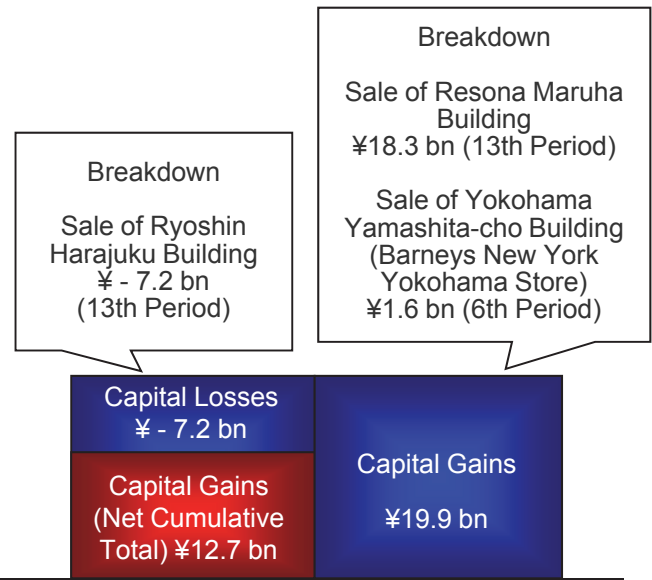 Breakdown
Sale of Ryoshin
Harajuku Building
¥ - 7.2 bn
(13th Period)
Breakdown
Sale of Resona Maruha
Building
¥18.3 bn (13th Period)
Sale of Yokohama
Yamashita-cho Building
(Barneys New York
Yokohama Store)
¥1.6 bn (6th Period)
Capital Losses
¥ - 7.2 bn
Capital Gains
(Net Cumulative
Total) ¥12.7 bn
Capital Gains
¥19.9 bn